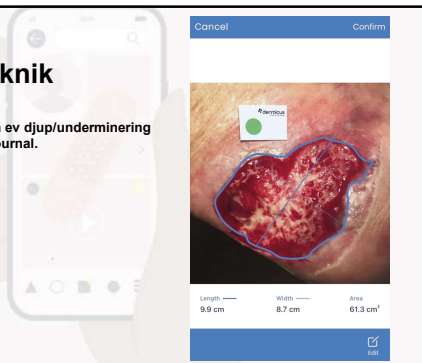 knik
ev djup/underminering
ournal.
Cancel Confirm
dermicus
Length Width Area
9.9 cm 8.7 cm 61.3 cm²
Edit